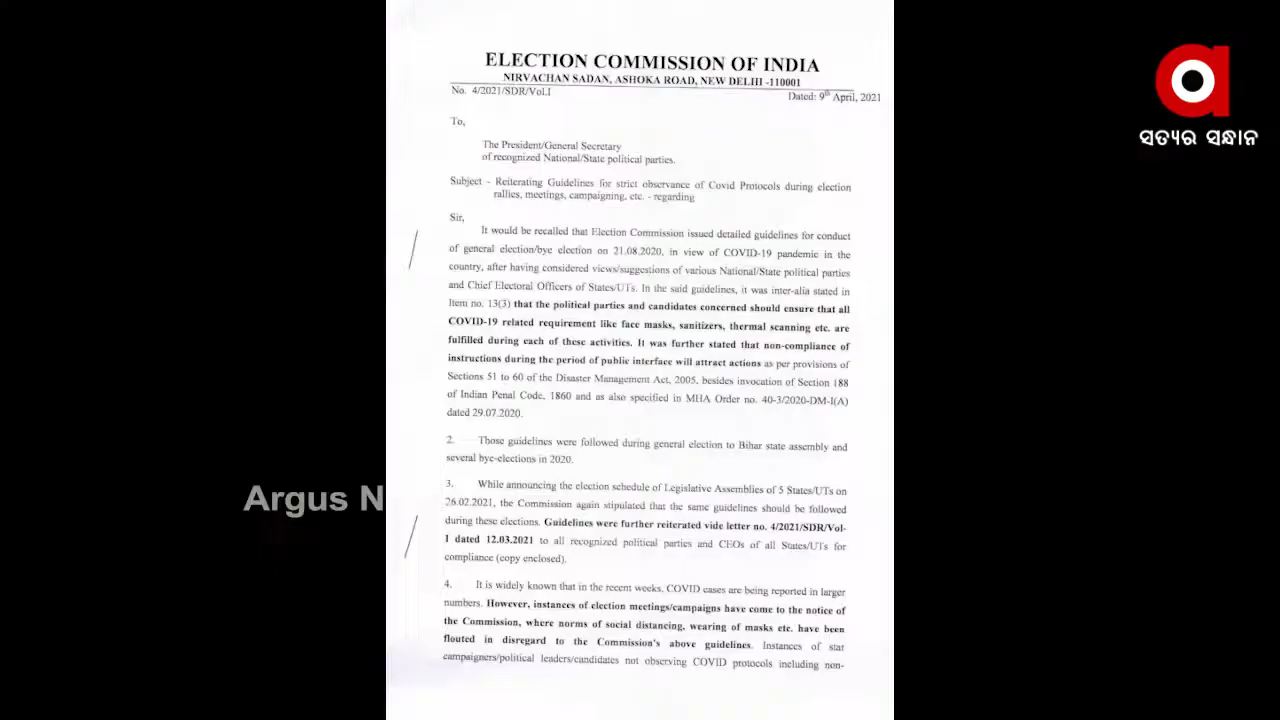 ELECTION COMMISSION OF INDIA
NIRVACHAN SADAN, ASHOKA ROAD, NEW DELHI -110001
No. 4/2021/SDR/Vol.I
Dated: 9th April, 2021
To,
The President/General Secretary
of recognized National/State political parties.
Subject - Reiterating Guidelines for strict observance of Covid Protocols during election
rallies, meetings, campaigning, etc. - regarding
Sir,
It would be recalled that Election Commission issued detailed guidelines for conduct
of general election/bye election on 21.08.2020, in view of COVID-19 pandemic in the
country, after having considered views/suggestions of various National/State political parties
and Chief Electoral Officers of States/UTs. In the said guidelines, it was inter-alia stated in
Item no. 13(3) that the political parties and candidates concerned should ensure that all
COVID-19 related requirement like face masks, sanitizers, thermal scanning etc. are
fulfilled during each of these activities. It was further stated that non-compliance of
instructions during the period of public interface will attract actions as per provisions of
Sections 51 to 60 of the Disaster Management Act, 2005, besides invocation of Section 188
of Indian Penal Code, 1860 and as also specified in MHA Order no. 40-3/2020-DM-I(A)
dated 29.07.2020.
2. Those guidelines were followed during general election to Bihar state assembly and
several bye-elections in 2020.
3. While announcing the election schedule of Legislative Assemblies of 5 States/UTs on
26.02.2021, the Commission again stipulated that the same guidelines should be followed
during these elections. Guidelines were further reiterated vide letter no. 4/2021/SDR/Vol-
I dated 12.03.2021 to all recognized political parties and CEOs of all States/UTs for
compliance (copy enclosed).
4. It is widely known that in the recent weeks, COVID cases are being reported in larger
numbers. However, instances of election meetings/campaigns have come to the notice of
the Commission, where norms of social distancing, wearing of masks etc. have been
flouted in disregard to the Commission's above guidelines. Instances of star
campaigners/political leaders/candidates not observing COVID protocols including non-
Argus N
ସତ୍ୟର ସନ୍ଧାନ